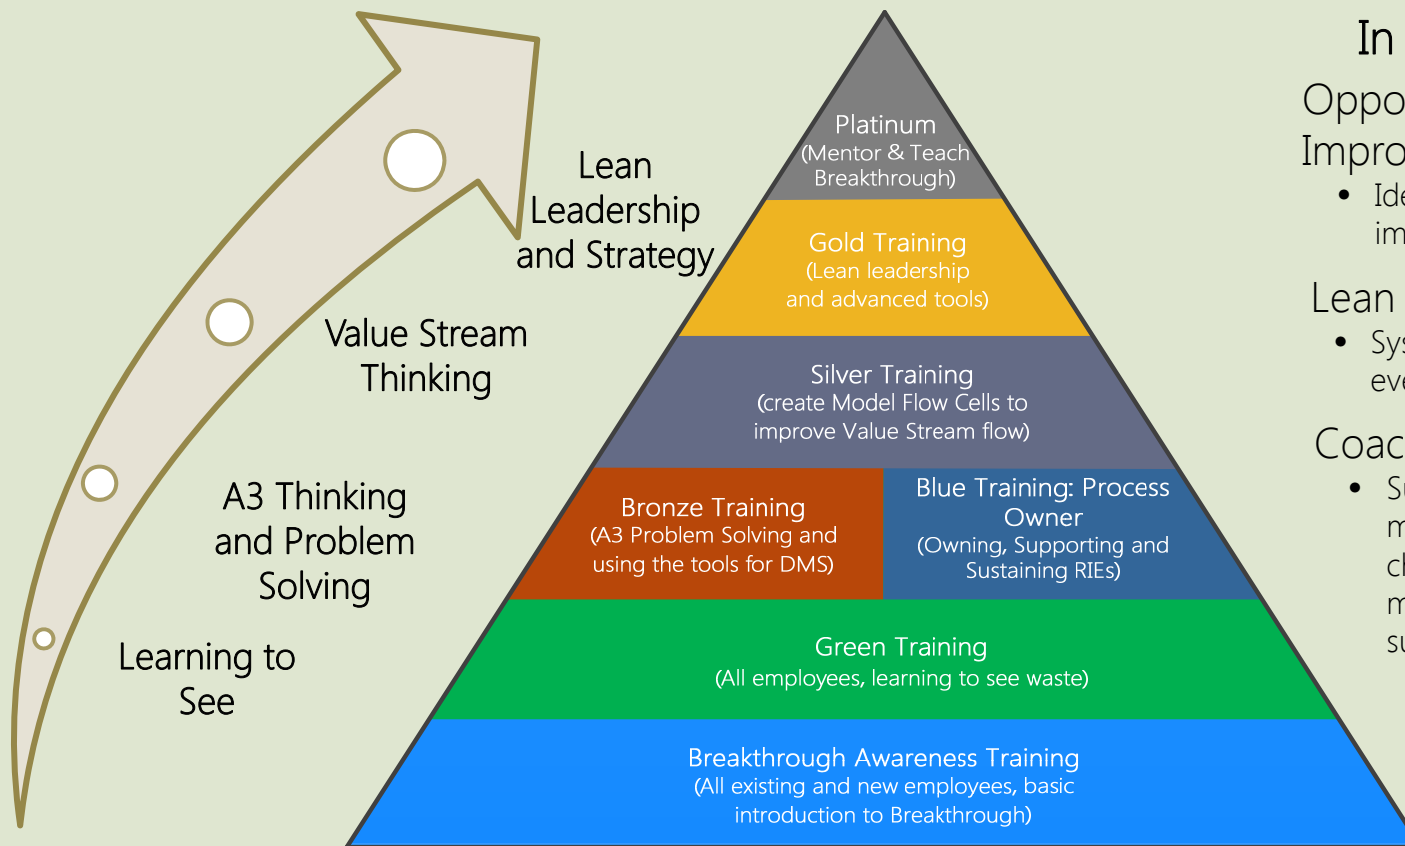 Lean
Leadership
and Strategy
Value Stream
Thinking
A3 Thinking
and Problem
Solving
Learning to
See
Platinum
(Mentor & Teach
Breakthrough)
Gold Training
(Lean leadership
and advanced tools)
Silver Training
(create Model Flow Cells to
improve Value Stream flow)
Bronze Training
(A3 Problem Solving and
using the tools for DMS)
Blue Training: Process
Owner
(Owning, Supporting and
Sustaining RIEs)
Green Training
(All employees, learning to see waste)
Breakthrough Awareness Training
(All existing and new employees, basic
introduction to Breakthrough)
In
Lean